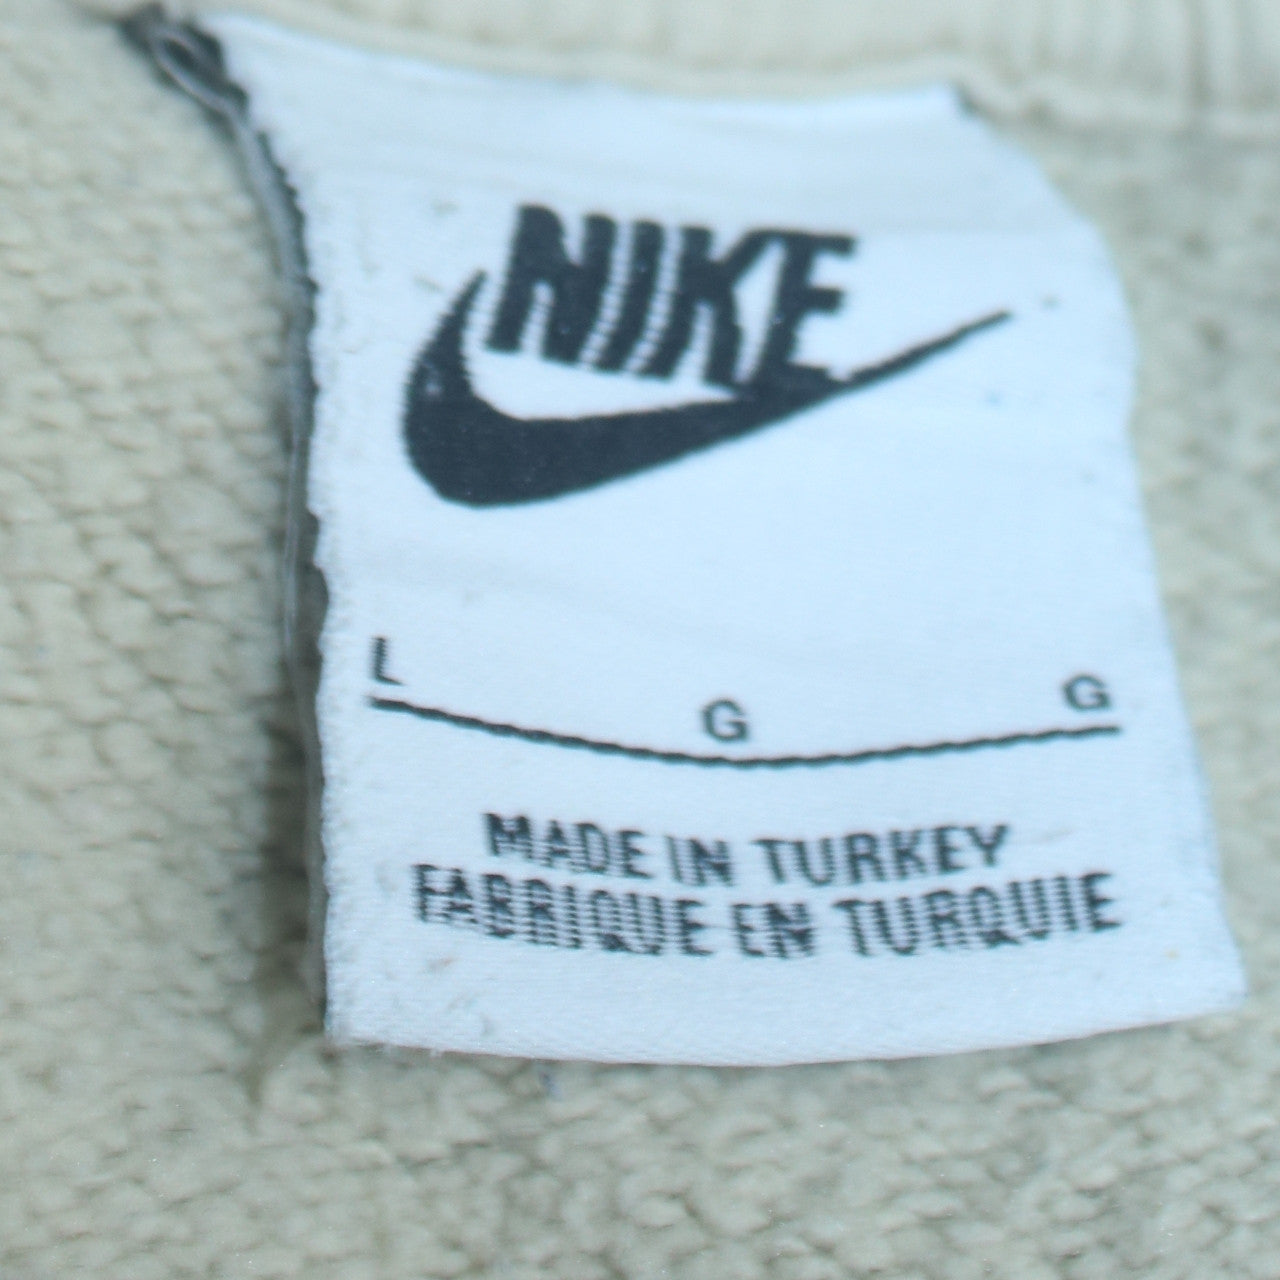 NIKE
L G G
MADE IN TURKEY
FABRIQUE EN TURQUIE